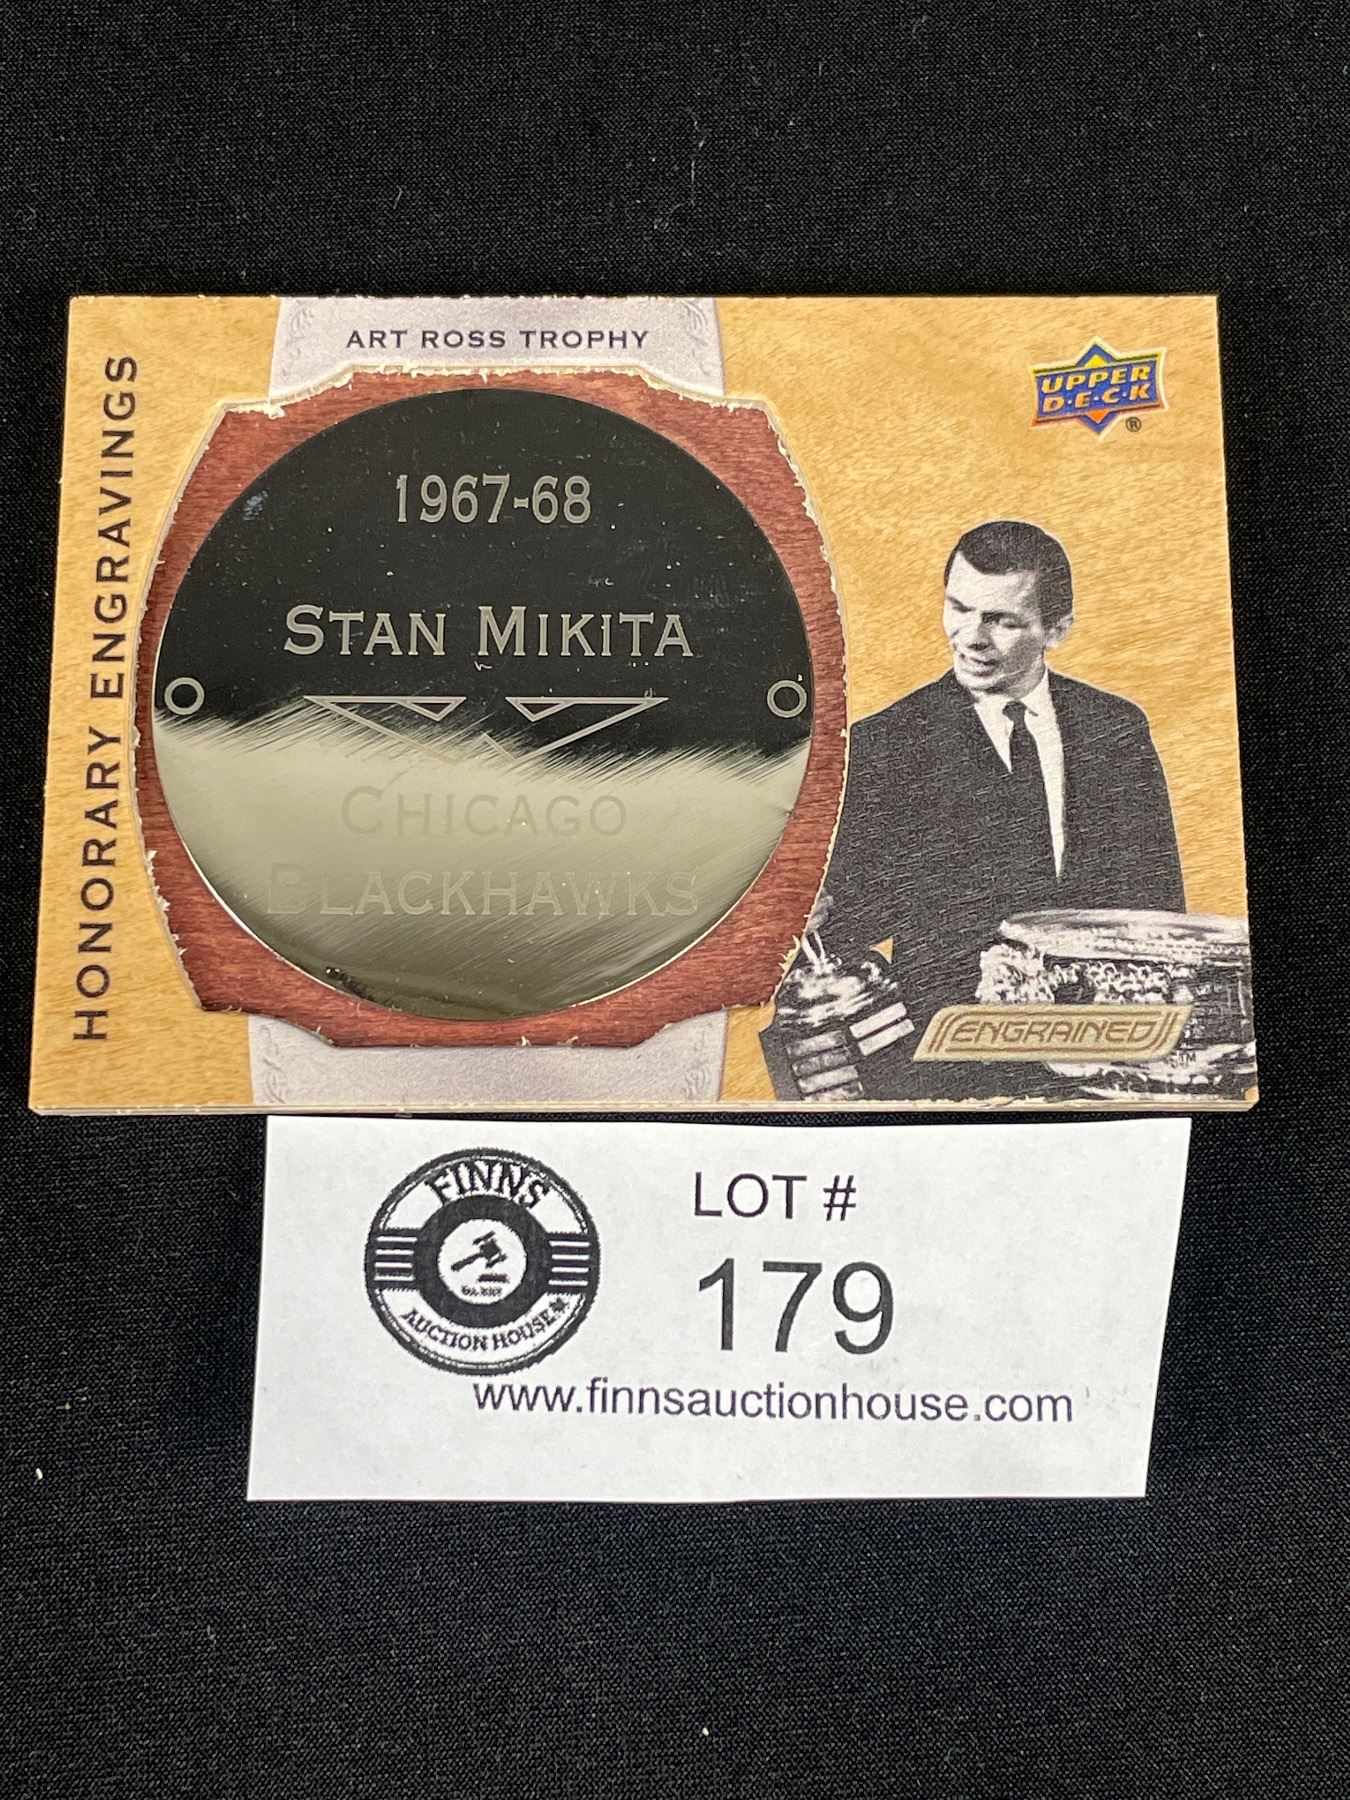 ART ROSS TROPHY
HONORARY ENGRAVINGS
UPPER
D·E·C·K
®
1967-68
STAN MIKITA
CHICAGO
BLACKHAWKS
ENGRAINED
TM
FINNS
AUCTION HOUSE
LOT #
179
www.finnsauctionhouse.com